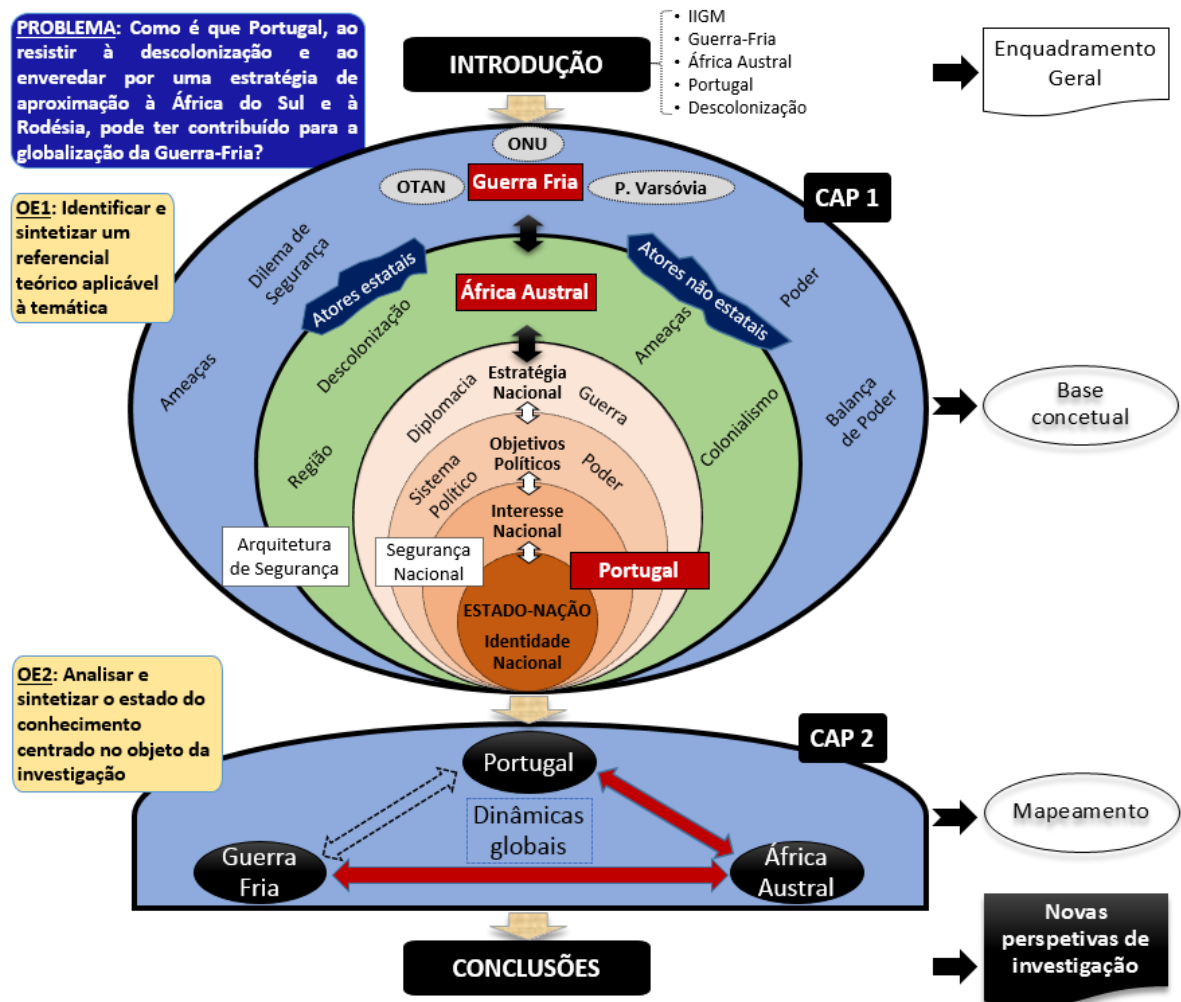 PROBLEMA: Como é que Portugal, ao
resistir à descolonização e ao
enveredar por uma estratégia de
aproximação à África do Sul e à
Rodésia, pode ter contribuído para a
globalização da Guerra-Fria?
INTRODUÇÃO
• IIGM
• Guerra-Fria
• África Austral
• Portugal
• Descolonização
Enquadramento
Geral
OE1: Identificar e
sintetizar um
referencial
teórico aplicável
à temática
CAP 1
ONU
OTAN
Guerra Fria
P. Varsóvia
Dilema de
Segurança
Ameaças
Poder
Balança
de Poder
Atores estatais
Atores não estatais
África Austral
Descolonização
Região
Ameaças
Colonialismo
Estratégia
Nacional
Diplomacia
Guerra
Objetivos
Políticos
Sistema
Político
Poder
Interesse
Nacional
Arquitetura
de Segurança
Segurança
Nacional
Portugal
ESTADO-NAÇÃO
Identidade
Nacional
Base
concetual
OE2: Analisar e
sintetizar o estado do
conhecimento
centrado no objeto da
investigação
CAP 2
Portugal
Dinâmicas
globais
Guerra
Fria
África
Austral
Mapeamento
CONCLUSÕES
Novas
perspetivas de
investigação